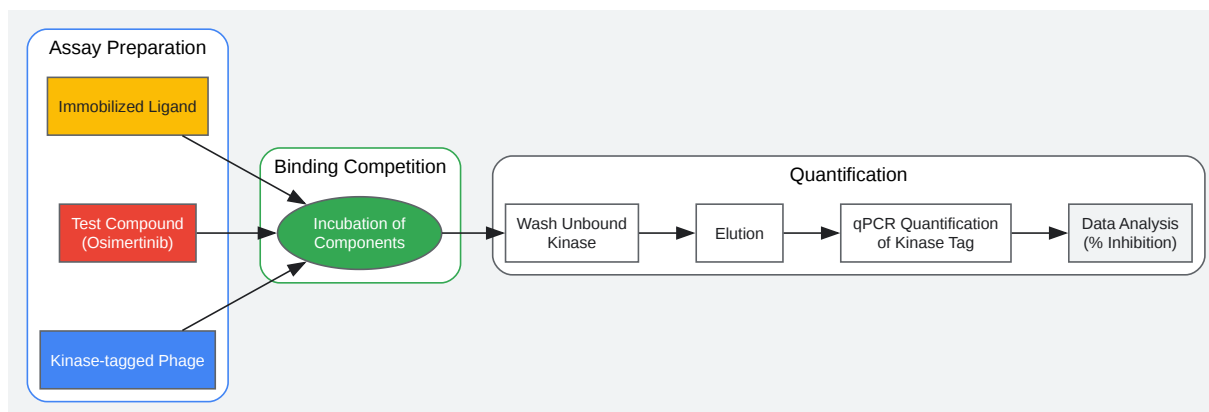 Assay Preparation
Immobilized Ligand
Test Compound
(Osimertinib)
Kinase-tagged Phage
Binding Competition
Incubation of
Components
Quantification
Wash Unbound
Kinase
Elution
qPCR Quantification
of Kinase Tag
Data Analysis
(% Inhibition)